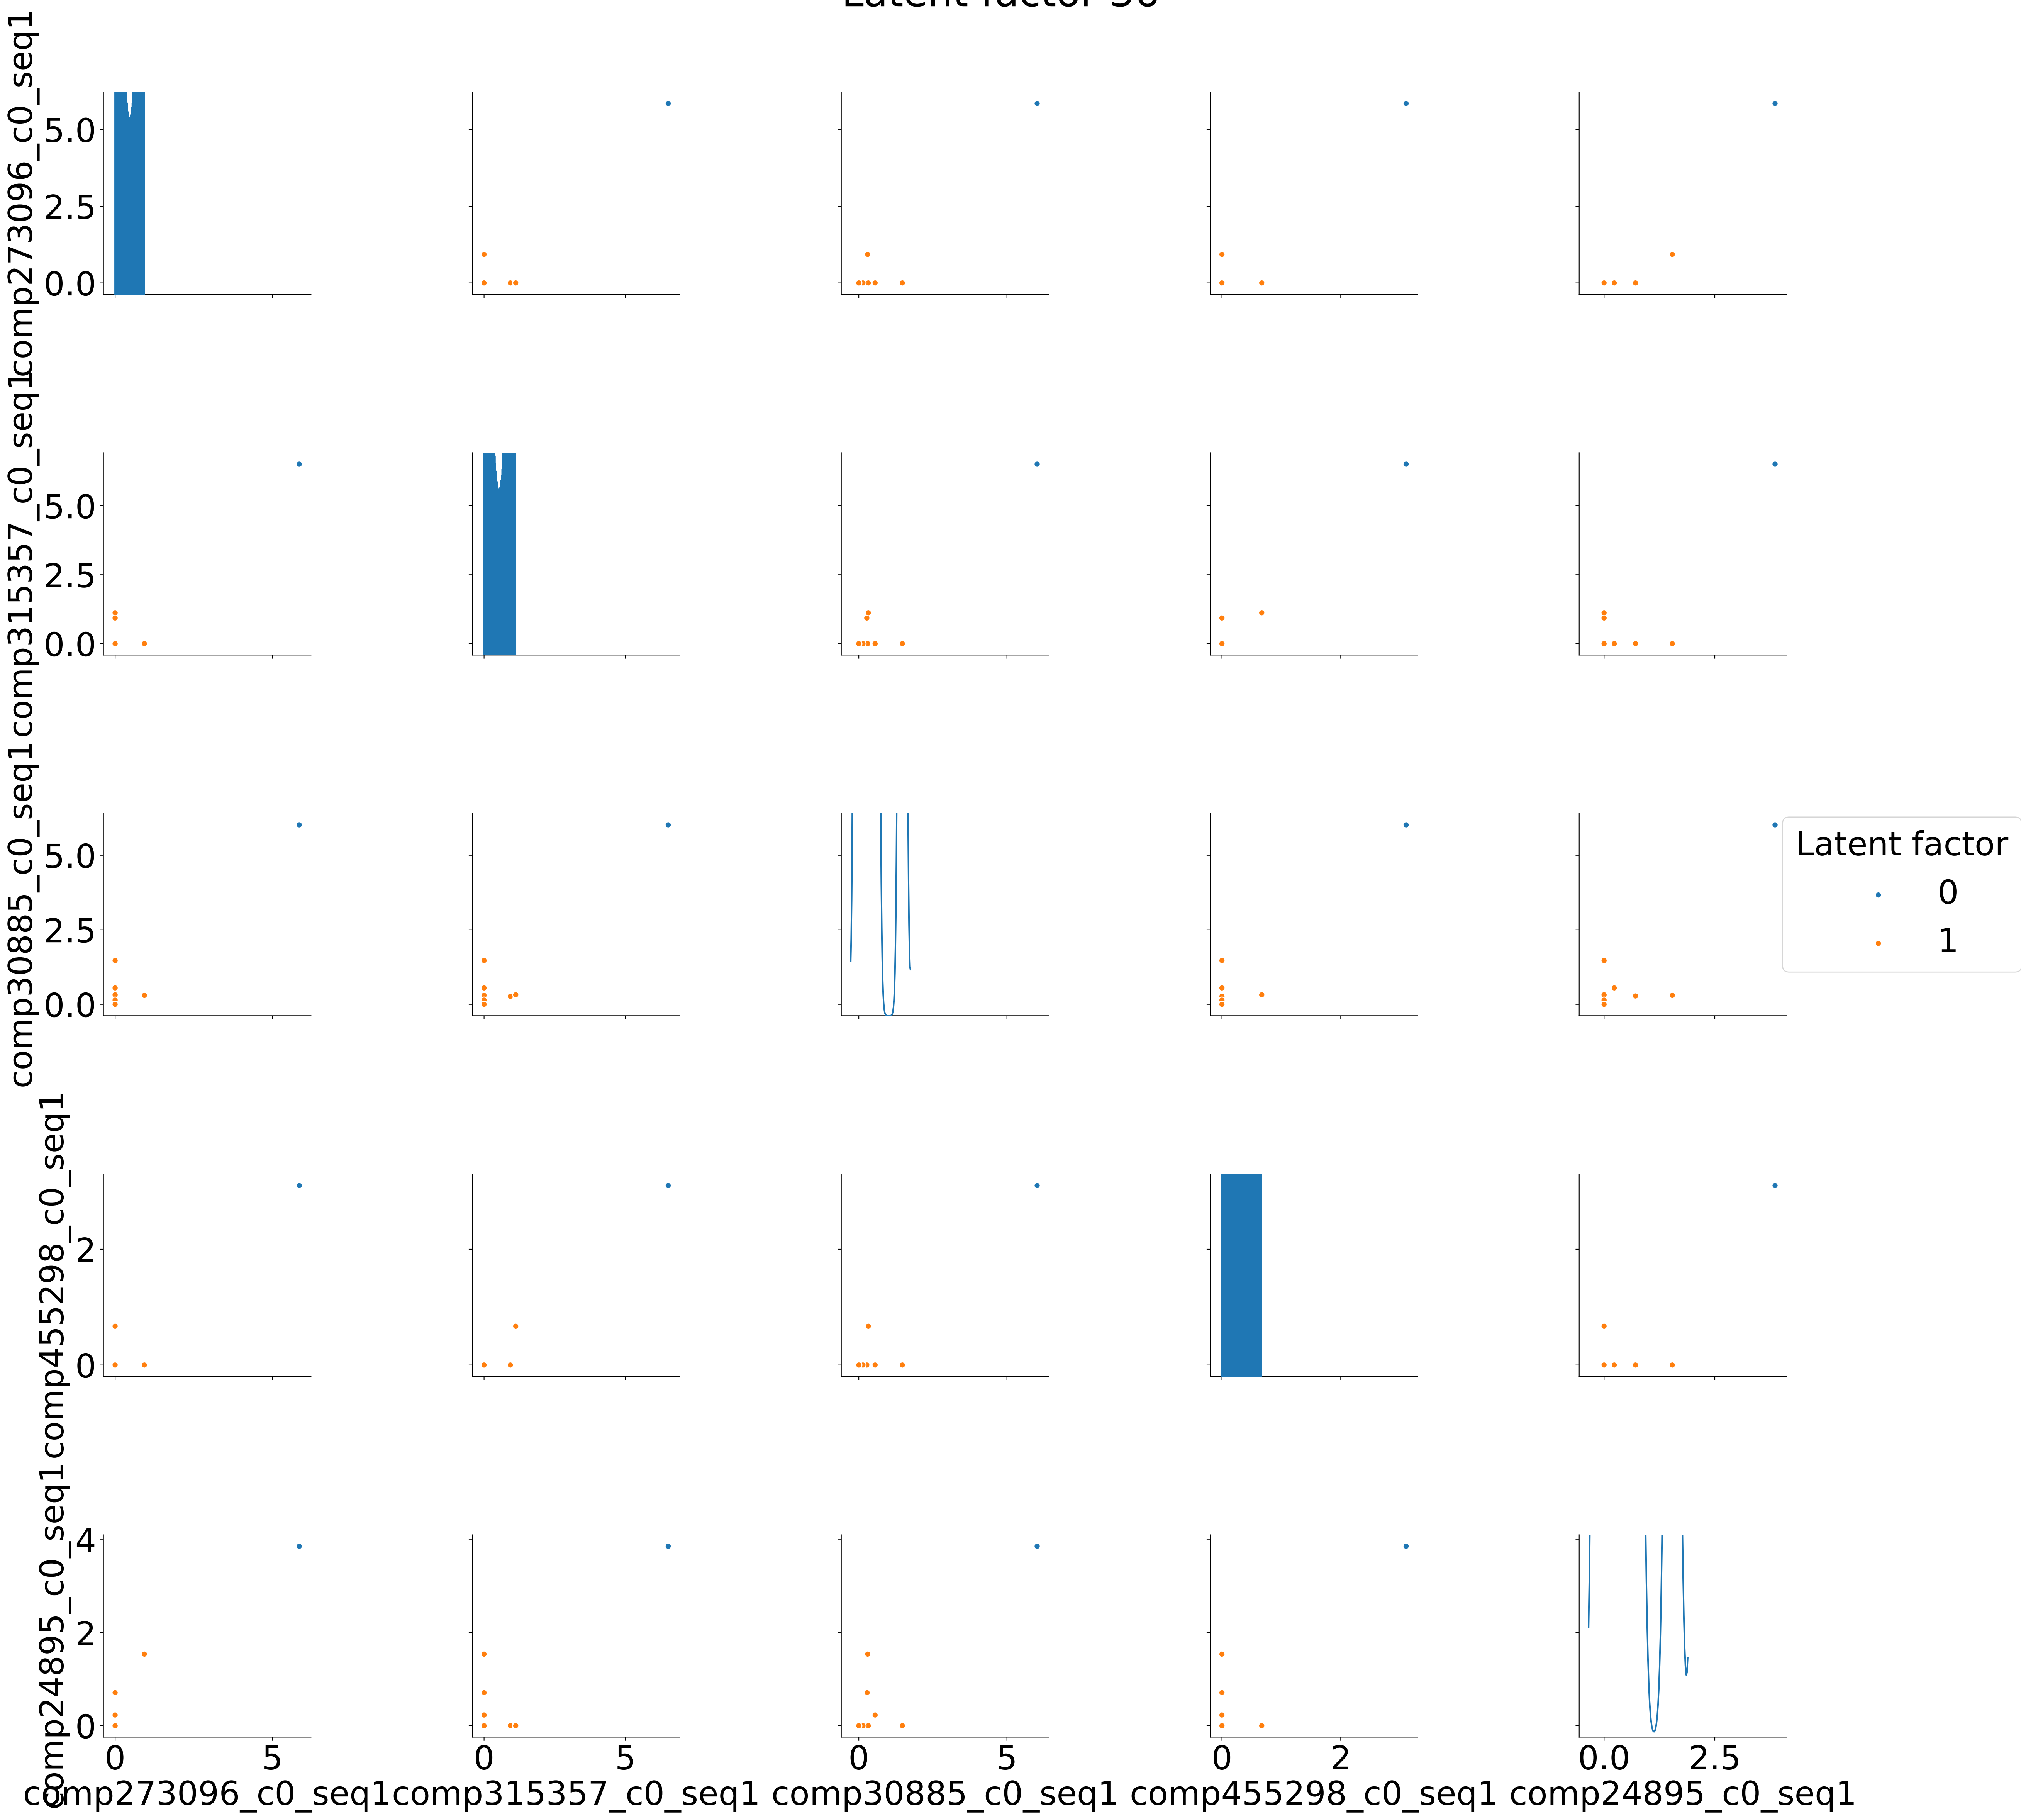 Latent factor
comp273096_c0_seq1
5.0
2.5
0.0
comp315357_c0_seq1
5.0
2.5
0.0
comp30885_c0_seq1
5.0
2.5
0.0
Latent factor
0
1
comp455298_c0_seq1
2
0
comp24895_c0_seq1
4
2
0
0 5 0 5 0 5 0 2 0.0 2.5
comp273096_c0_seq1 comp315357_c0_seq1 comp30885_c0_seq1 comp455298_c0_seq1 comp24895_c0_seq1